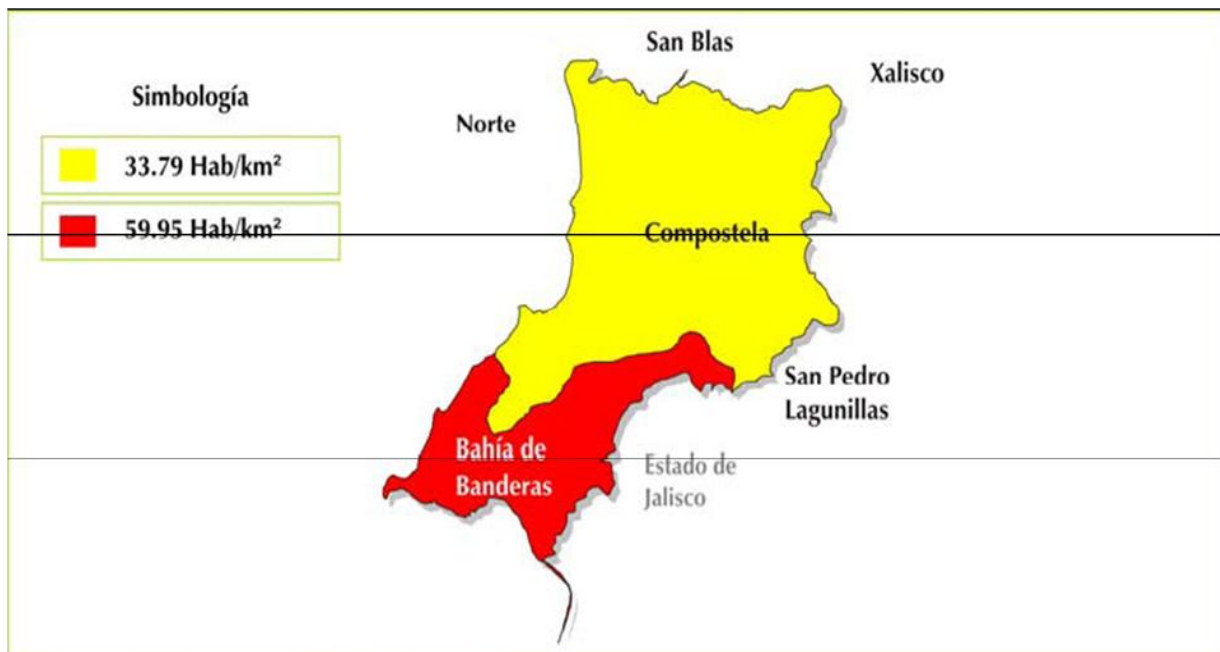 San Blas
Xalisco
Simbología
Norte
33.79 Hab/km²
59.95 Hab/km²
Compostela
San Pedro
Lagunillas
Bahía de
Banderas
Estado de
Jalisco